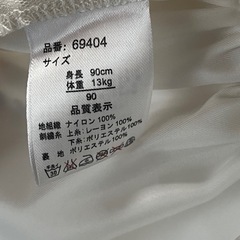 品番: 69404
サイズ
身長 90cm
体重 13kg
90
品質表示
地組織 ナイロン 100%
刺繍糸 上糸: レーヨン 100%
下糸: ポリエステル 100%
裏地 ポリエステル 100%